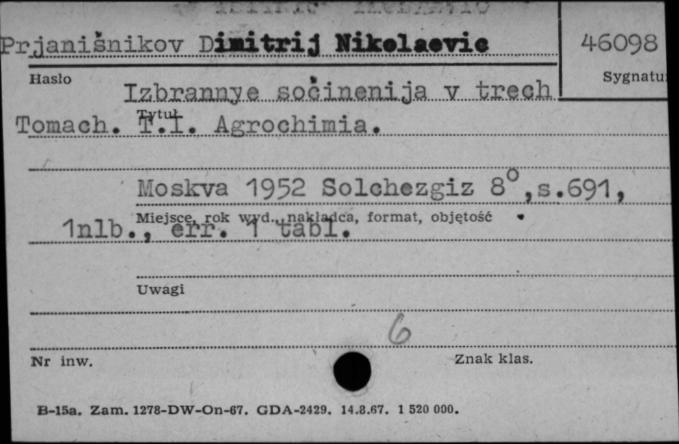 Prjanišnikov Dimitrij Nikolaevic
46098
Hasło
Sygnatu
Izbrannye sočinenija v trech
Tytuł
Tomach. T.I. Agrochimia.
Moskva 1952 Solchezgiz 8°,s.691,
Miejsce, rok wyd., nakładca, format, objętość
1nlb., err. 1 tabl.
Uwagi
6
Nr inw.
Znak klas.
B-15a. Zam. 1278-DW-On-67. GDA-2429. 14.8.67. 1 520 000.